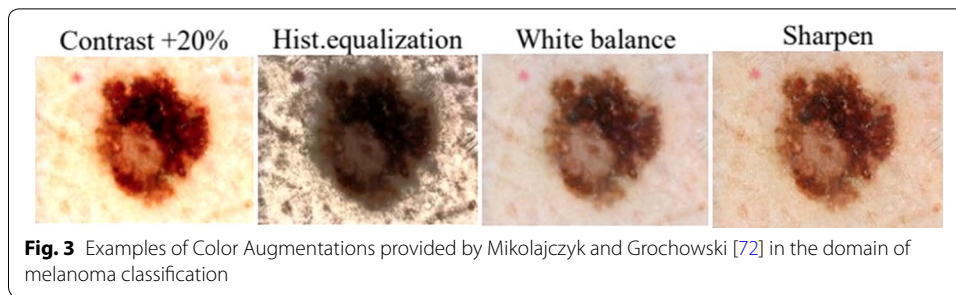 Contrast +20% Hist.equalization White balance Sharpen
Fig. 3 Examples of Color Augmentations provided by Mikolajczyk and Grochowski [72] in the domain of
melanoma classification